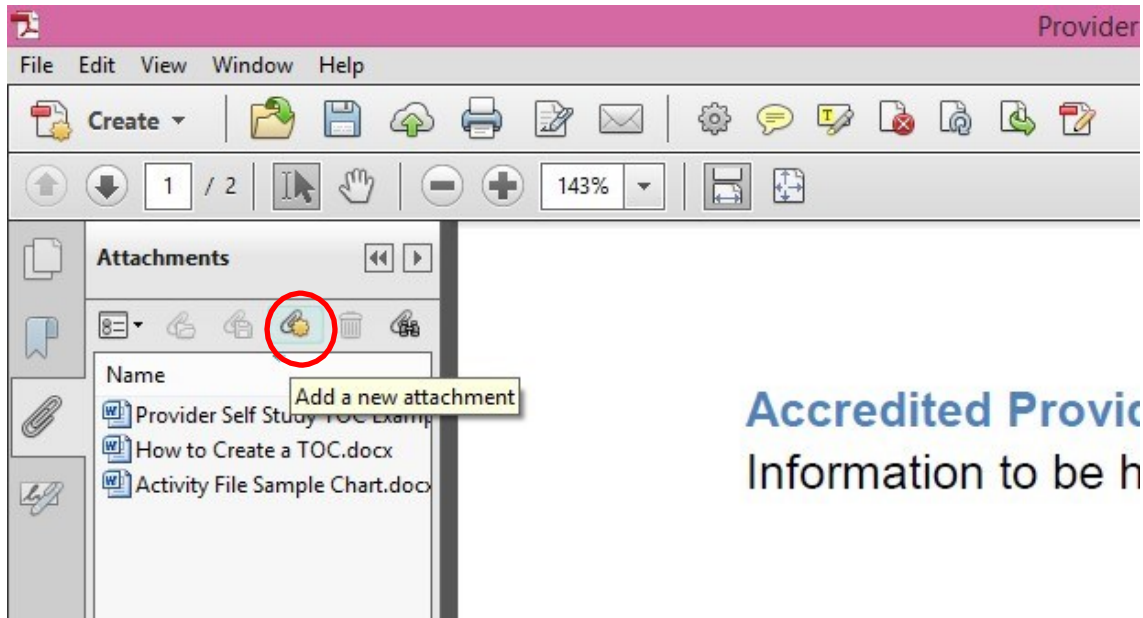 Provider
File Edit View Window Help
Create
1 / 2 143%
Attachments
Name
Add a new attachment
Provider Self Study TOC Examp
How to Create a TOC.docx
Activity File Sample Chart.docx
Accredited Provid
Information to be h